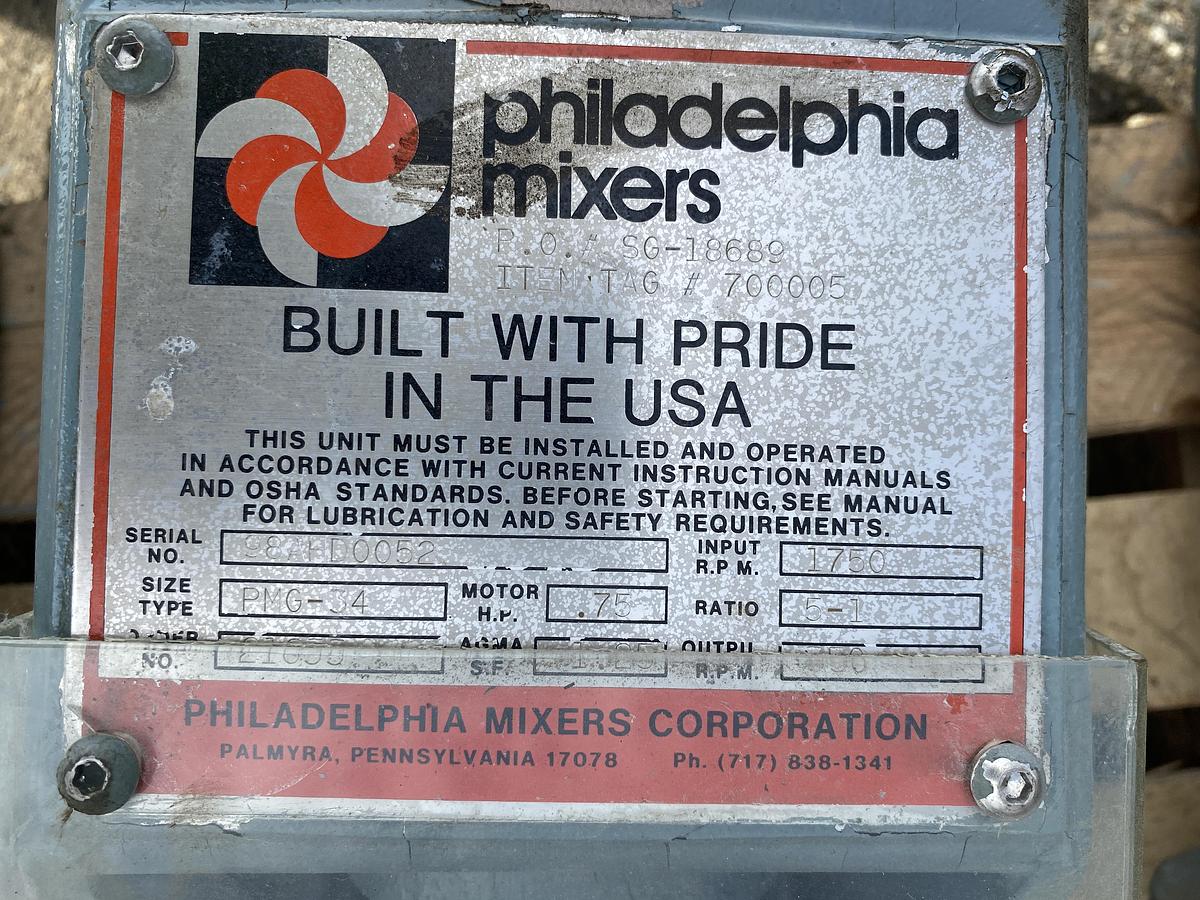 philadelphia
mixers
P.O.# SG-18689
ITEM TAG # 700005
BUILT WITH PRIDE
IN THE USA
THIS UNIT MUST BE INSTALLED AND OPERATED
IN ACCORDANCE WITH CURRENT INSTRUCTION MANUALS
AND OSHA STANDARDS. BEFORE STARTING, SEE MANUAL
FOR LUBRICATION AND SAFETY REQUIREMENTS.
SERIAL NO. INPUT R.P.M. 1750
SIZE TYPE PMG-34 MOTOR H.P. .75 RATIO 5-1
NO. AGMA S.F. R.P.M.
PHILADELPHIA MIXERS CORPORATION
PALMYRA, PENNSYLVANIA 17078 Ph. (717) 838-1341